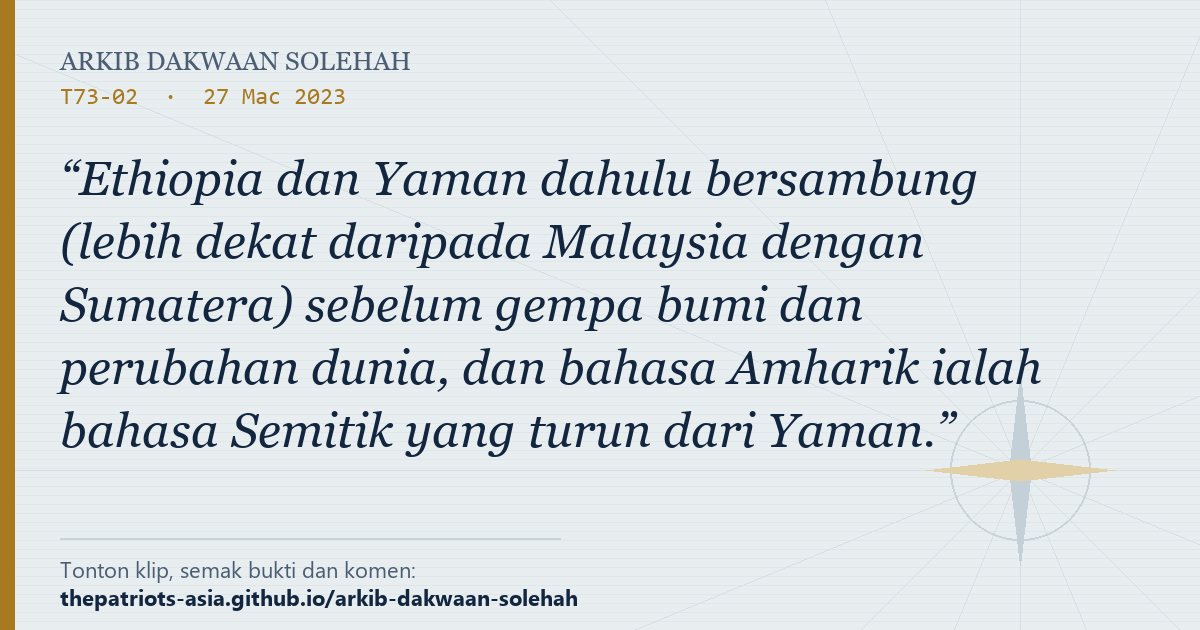 ARKIB DAKWAAN SOLEHAH
T73-02 · 27 Mac 2023
“Ethiopia dan Yaman dahulu bersambung
(lebih dekat daripada Malaysia dengan
Sumatera) sebelum gempa bumi dan
perubahan dunia, dan bahasa Amharik ialah
bahasa Semitik yang turun dari Yaman.”
Tonton klip, semak bukti dan komen:
thepatriots-asia.github.io/arkib-dakwaan-solehah